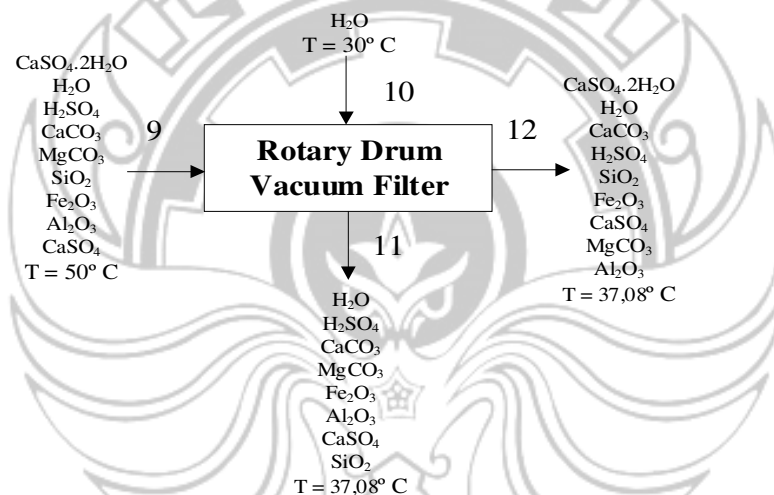 H₂O
T = 30º C
10
CaSO₄.2H₂O
H₂O
H₂SO₄
CaCO₃
MgCO₃
SiO₂
Fe₂O₃
Al₂O₃
CaSO₄
T = 50º C
9
Rotary Drum
Vacuum Filter
12
CaSO₄.2H₂O
H₂O
CaCO₃
H₂SO₄
SiO₂
Fe₂O₃
CaSO₄
MgCO₃
Al₂O₃
T = 37,08º C
11
H₂O
H₂SO₄
CaCO₃
MgCO₃
Fe₂O₃
Al₂O₃
CaSO₄
SiO₂
T = 37,08º C